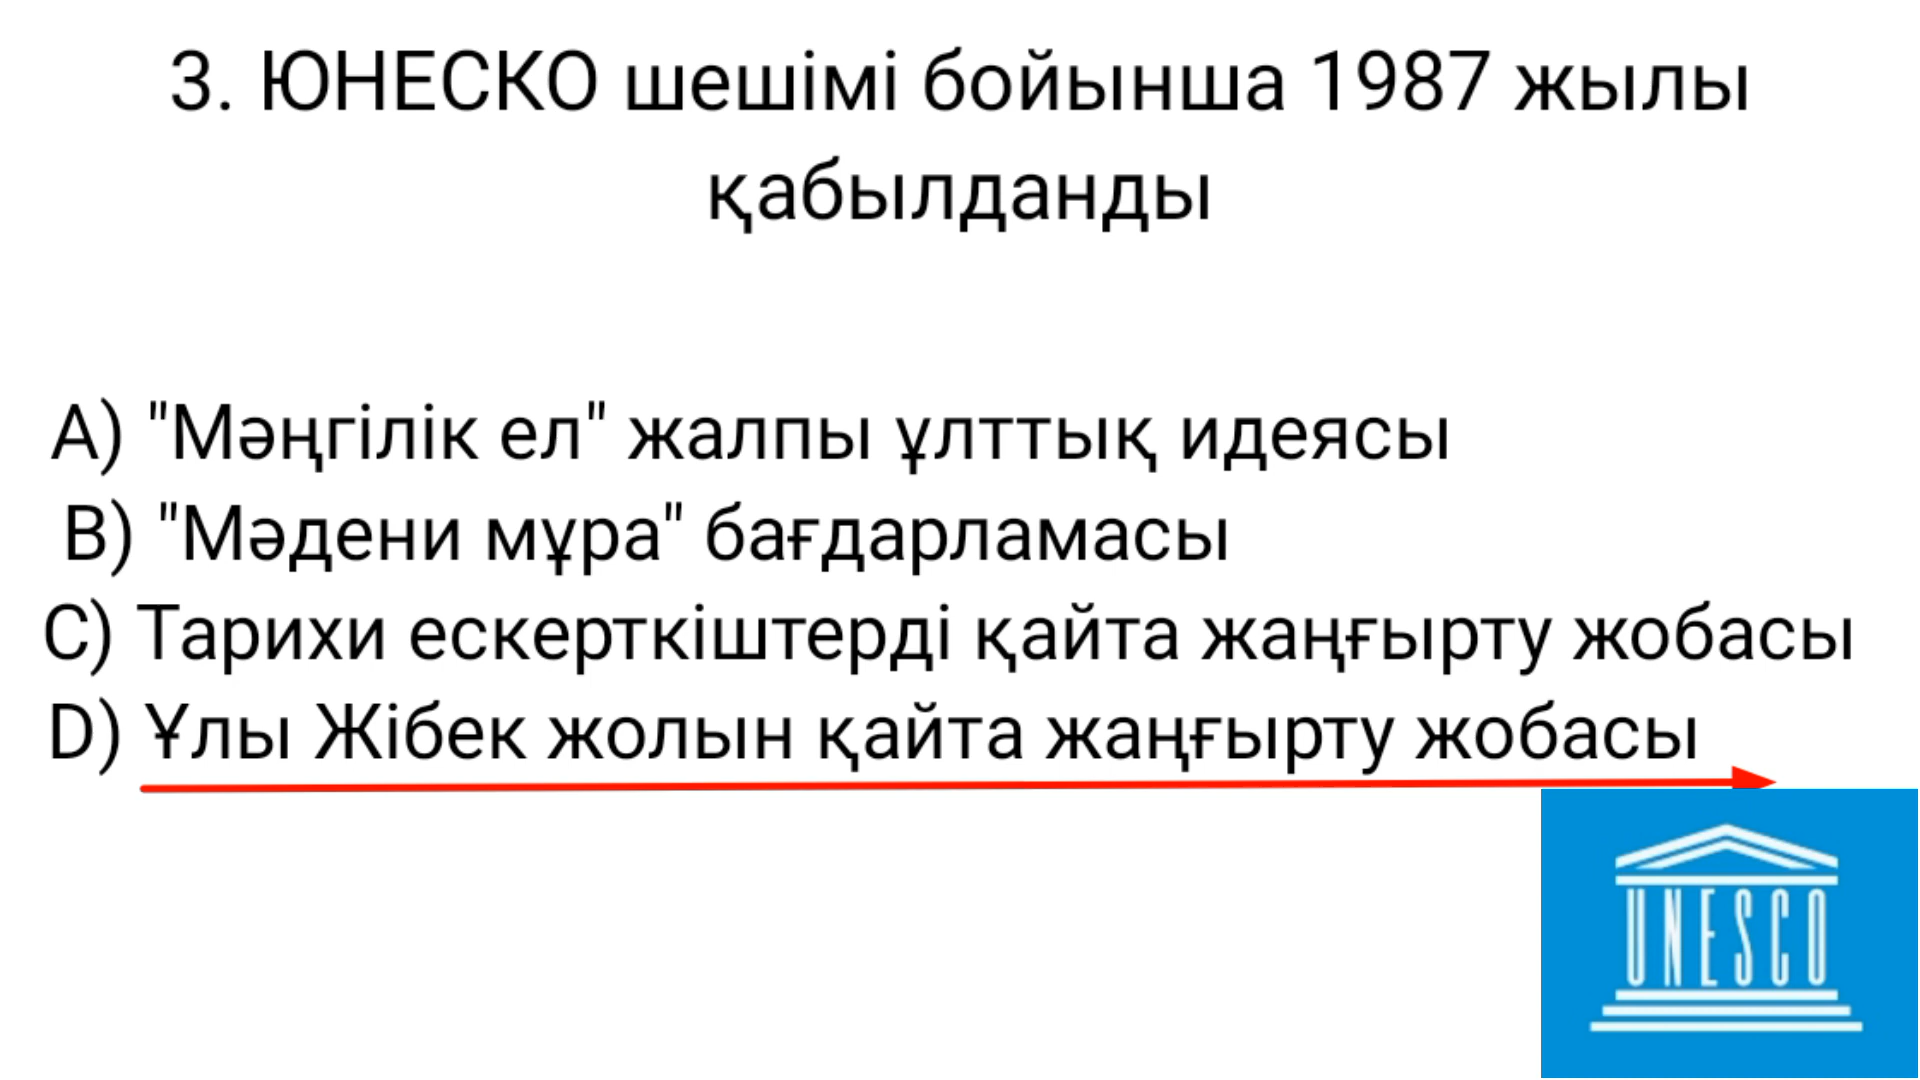 3. ЮНЕСКО шешімі бойынша 1987 жылы
қабылданды
A) "Мәңгілік ел" жалпы ұлттық идеясы
B) "Мәдени мұра" бағдарламасы
C) Тарихи ескерткіштерді қайта жаңғырту жобасы
D) Ұлы Жібек жолын қайта жаңғырту жобасы
UNESCO